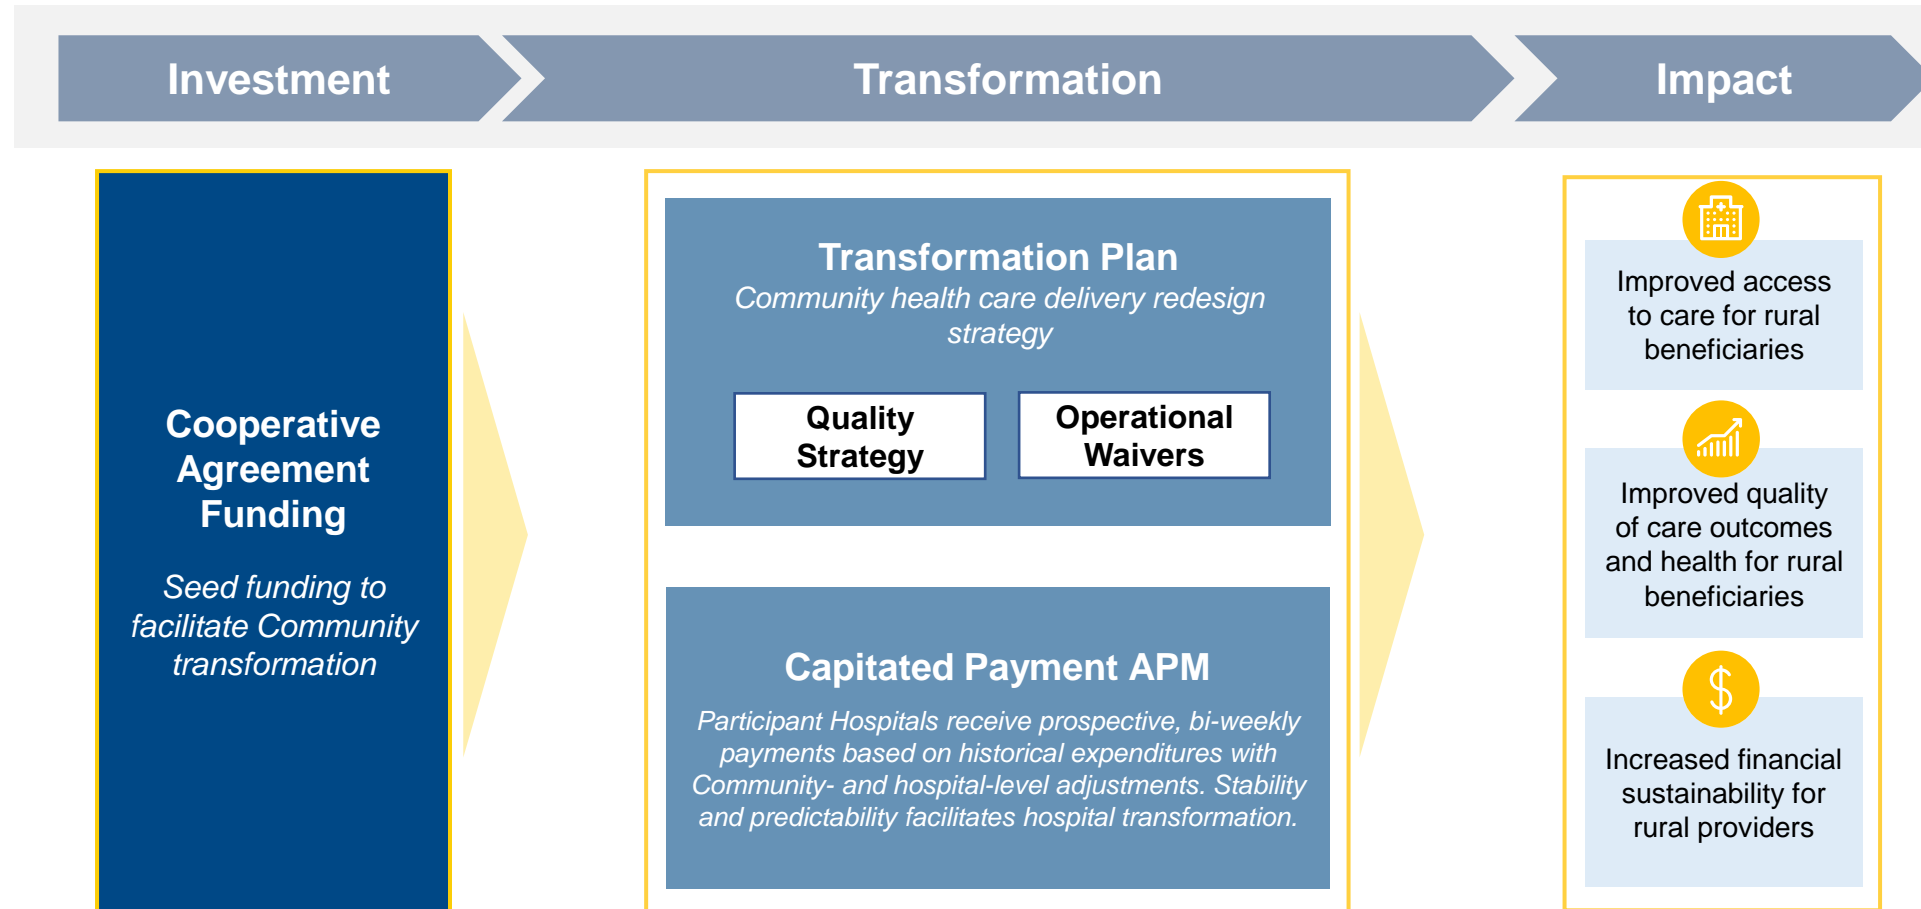 Investment
Transformation
Impact
Cooperative
Agreement
Funding
Seed funding to
facilitate Community
transformation
Transformation Plan
Community health care delivery redesign
strategy
Quality
Strategy
Operational
Waivers
Capitated Payment APM
Participant Hospitals receive prospective, bi-weekly
payments based on historical expenditures with
Community- and hospital-level adjustments. Stability
and predictability facilitates hospital transformation.
Improved access
to care for rural
beneficiaries
Improved quality
of care outcomes
and health for rural
beneficiaries
$
Increased financial
sustainability for
rural providers